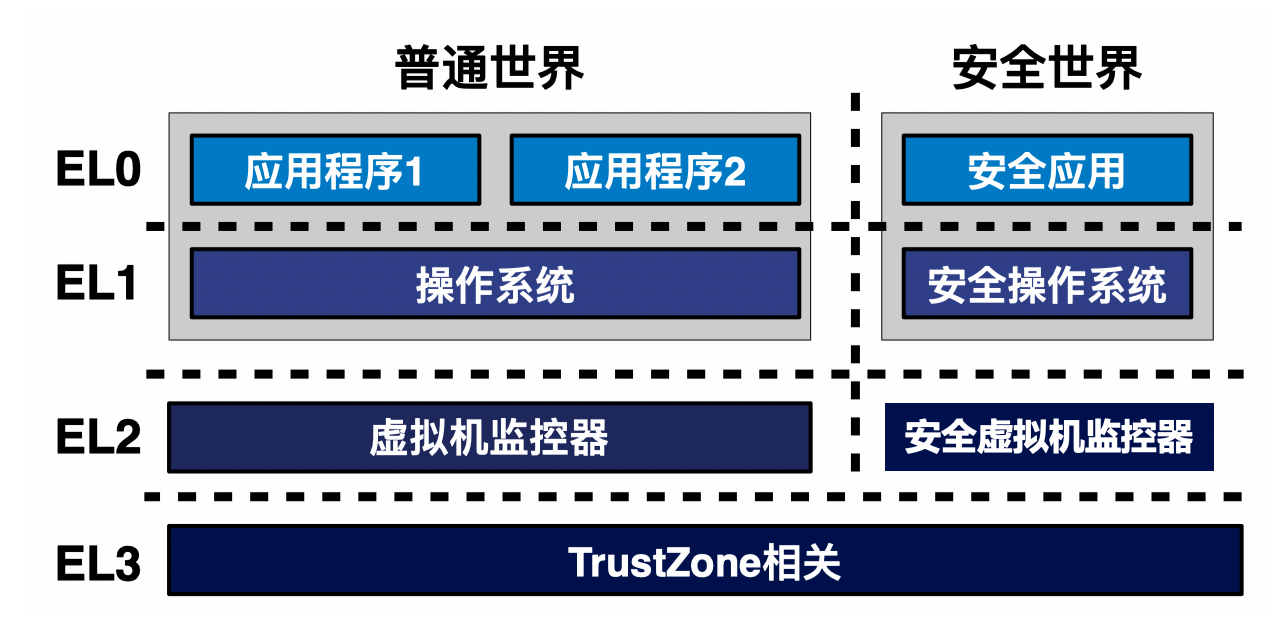 普通世界
安全世界
EL0
应用程序1
应用程序2
安全应用
EL1
操作系统
安全操作系统
EL2
虚拟机监控器
安全虚拟机监控器
EL3
TrustZone相关